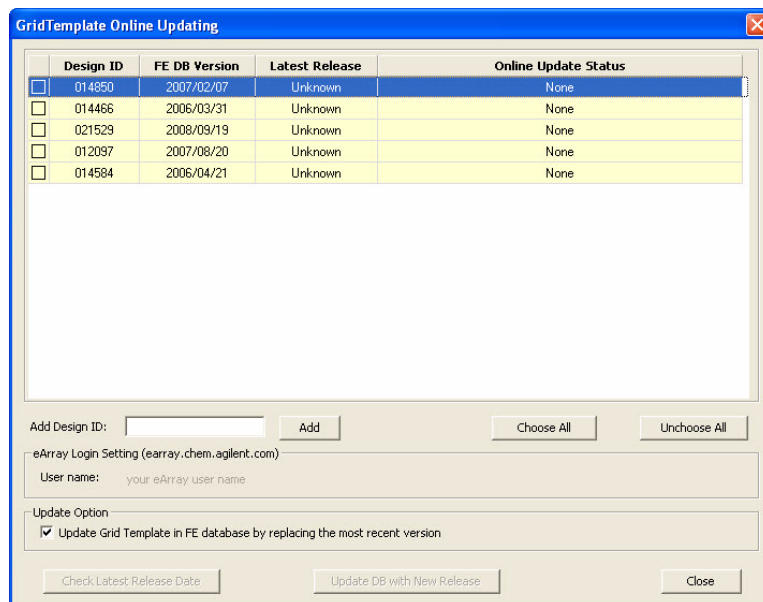 GridTemplate Online Updating
Design ID FE DB Version Latest Release Online Update Status
014850 2007/02/07 Unknown None
014466 2006/03/31 Unknown None
021529 2008/09/19 Unknown None
012097 2007/08/20 Unknown None
014584 2006/04/21 Unknown None
Add Design ID: Add Choose All Unchoose All
eArray Login Setting (earray.chem.agilent.com)
User name: your eArray user name
Update Option
Update Grid Template in FE database by replacing the most recent version
Check Latest Release Date Update DB with New Release Close